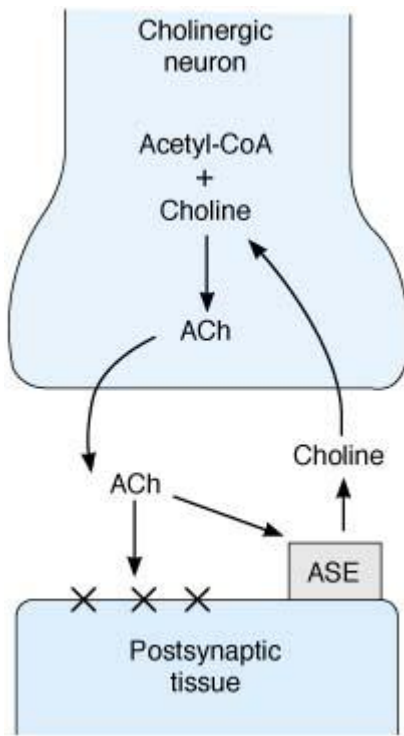 Cholinergic
neuron
Acetyl-CoA
+
Choline
ACh
Choline
ACh
ASE
Postsynaptic
tissue